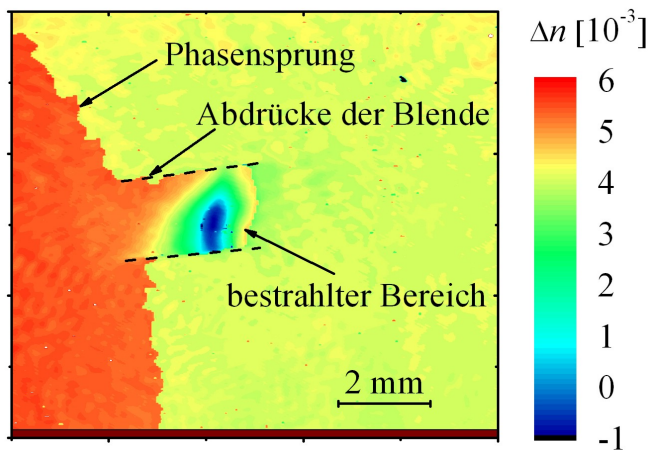 Δn [10⁻³]
Phasensprung
Abdrücke der Blende
bestrahlter Bereich
2 mm
6
5
4
3
2
1
0
-1